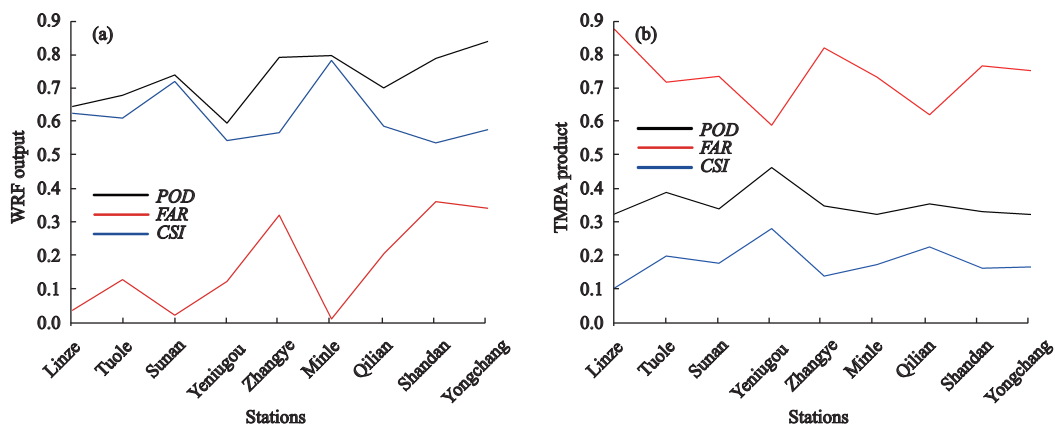 (a)
WRF output
0.9
0.8
0.7
0.6
0.5
0.4
0.3
0.2
0.1
0.0
POD
FAR
CSI
Linze
Tuole
Sunan
Yeniugou
Zhangye
Minle
Qilian
Shandan
Yongchang
Stations
(b)
TMPA product
0.9
0.8
0.7
0.6
0.5
0.4
0.3
0.2
0.1
0.0
POD
FAR
CSI
Linze
Tuole
Sunan
Yeniugou
Zhangye
Minle
Qilian
Shandan
Yongchang
Stations